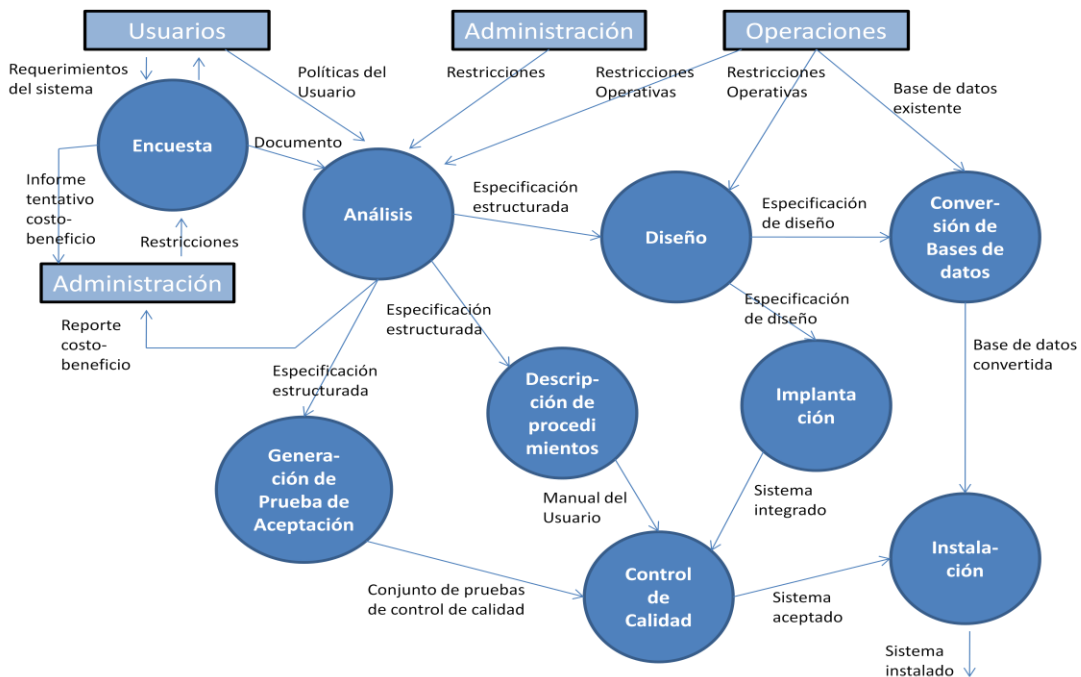 Usuarios
Administración
Operaciones
Requerimientos
del sistema
Políticas del
Usuario
Restricciones
Restricciones
Operativas
Restricciones
Operativas
Base de datos
existente
Encuesta
Documento
Informe
tentativo
costo-
beneficio
Restricciones
Análisis
Especificación
estructurada
Diseño
Especificación
de diseño
Conver-
sión de
Bases de
datos
Administración
Reporte
costo-
beneficio
Especificación
estructurada
Especificación
de diseño
Base de datos
convertida
Especificación
estructurada
Descrip-
ción de
procedi
mientos
Implanta
ción
Genera-
ción de
Prueba de
Aceptación
Manual del
Usuario
Sistema
integrado
Instala-
ción
Conjunto de pruebas
de control de calidad
Control
de
Calidad
Sistema
aceptado
Sistema
instalado